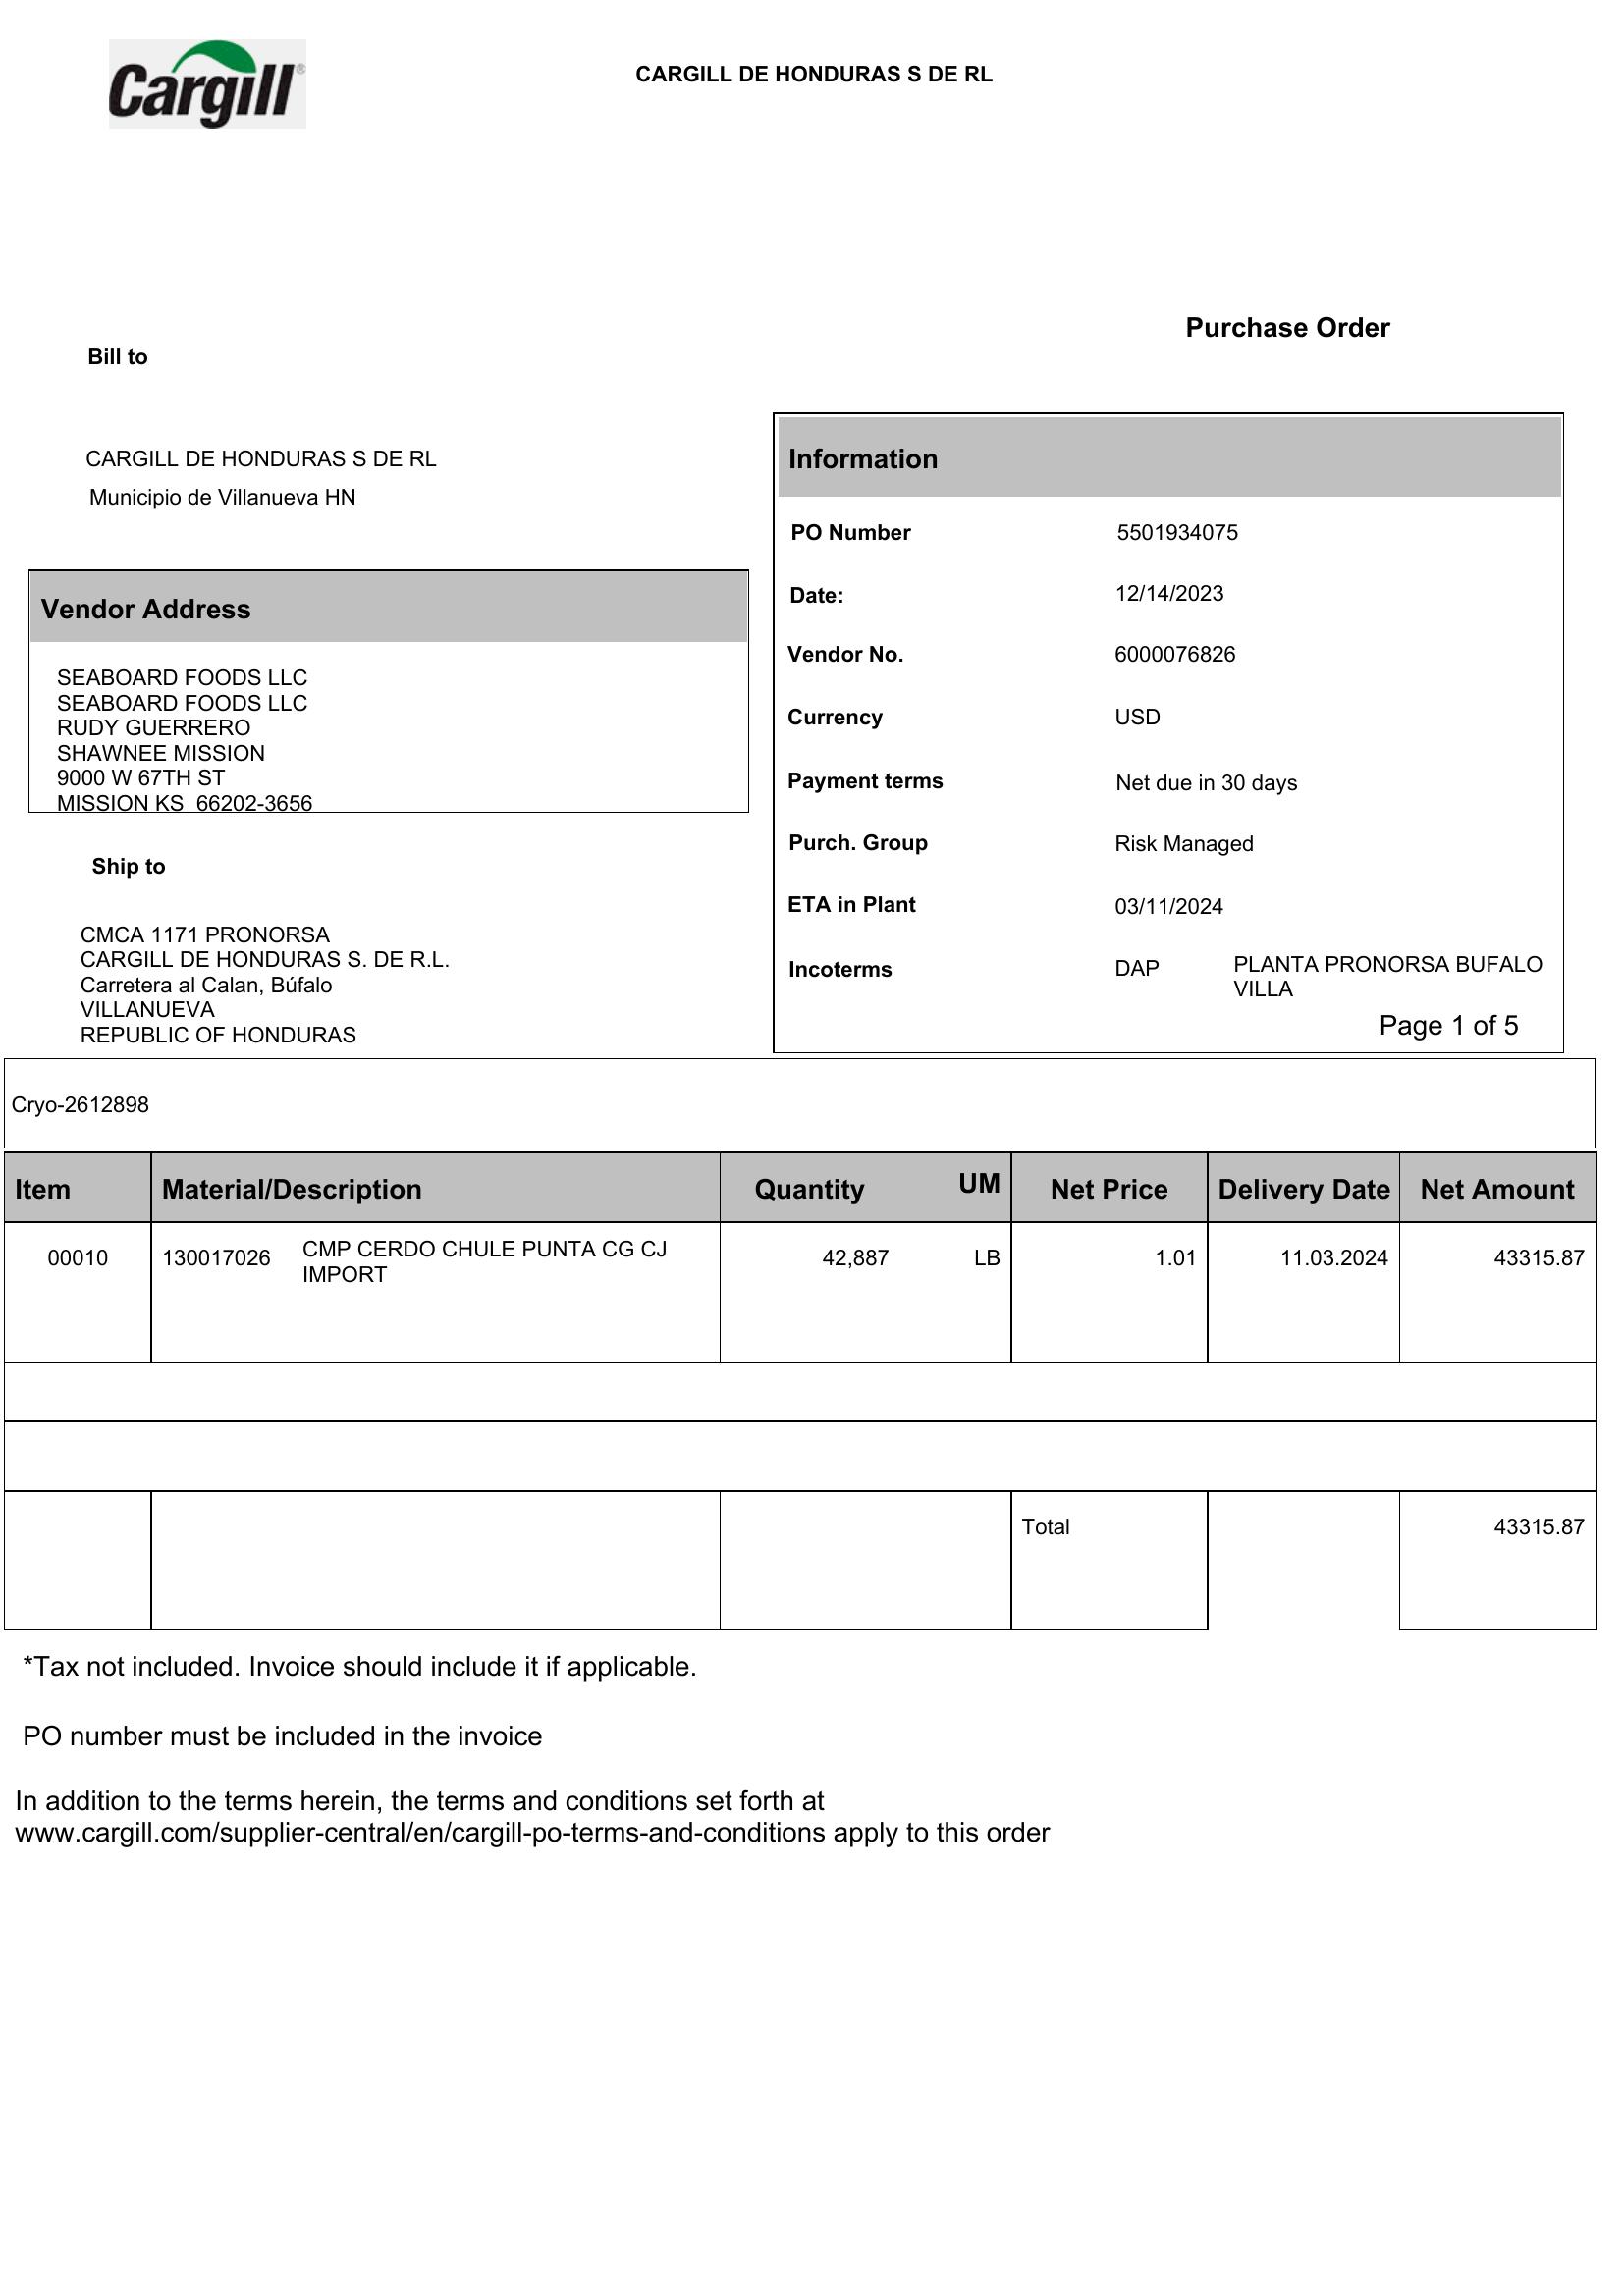 Cargill®
CARGILL DE HONDURAS S DE RL
Purchase Order
Bill to
CARGILL DE HONDURAS S DE RL
Municipio de Villanueva HN
Vendor Address
SEABOARD FOODS LLC
SEABOARD FOODS LLC
RUDY GUERRERO
SHAWNEE MISSION
9000 W 67TH ST
MISSION KS  66202-3656
Ship to
CMCA 1171 PRONORSA
CARGILL DE HONDURAS S. DE R.L.
Carretera al Calan, Búfalo
VILLANUEVA
REPUBLIC OF HONDURAS
Information
PO Number 5501934075
Date: 12/14/2023
Vendor No. 6000076826
Currency USD
Payment terms Net due in 30 days
Purch. Group Risk Managed
ETA in Plant 03/11/2024
Incoterms DAP PLANTA PRONORSA BUFALO
VILLA
Page 1 of 5
Cryo-2612898
Item Material/Description Quantity UM Net Price Delivery Date Net Amount
00010 130017026 CMP CERDO CHULE PUNTA CG CJ 42,887 LB 1.01 11.03.2024 43315.87
IMPORT
Total 43315.87
*Tax not included. Invoice should include it if applicable.
PO number must be included in the invoice
In addition to the terms herein, the terms and conditions set forth at
www.cargill.com/supplier-central/en/cargill-po-terms-and-conditions apply to this order